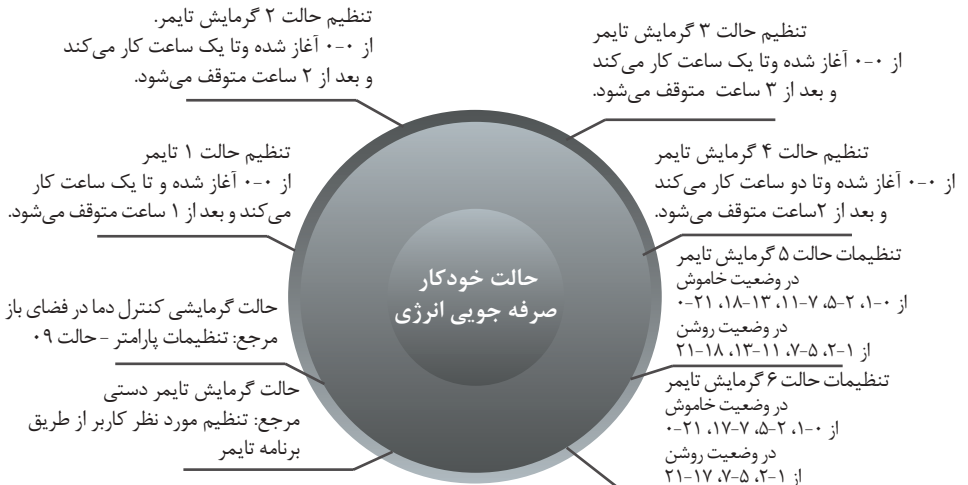 تنظیم حالت ۲ گرمایش تایمر.
از ۰-۰ آغاز شده وتا یک ساعت کار می‌کند
و بعد از ۲ ساعت متوقف می‌شود.
تنظیم حالت ۳ گرمایش تایمر
از ۰-۰ آغاز شده وتا یک ساعت کار می‌کند
و بعد از ۳ ساعت متوقف می‌شود.
تنظیم حالت ۱ تایمر
از ۰-۰ آغاز شده و تا یک ساعت کار
می‌کند و بعد از ۱ ساعت متوقف می‌شود.
تنظیم حالت ۴ گرمایش تایمر
از ۰-۰ آغاز شده وتا دو ساعت کار می‌کند
و بعد از ۲ساعت متوقف می‌شود.
حالت خودکار
صرفه جویی انرژی
تنظیمات حالت ۵ گرمایش تایمر
در وضعیت خاموش
از ۰-۱، ۲-۵، ۷-۱۱، ۱۳-۱۸، ۲۱-۰
در وضعیت روشن
از ۱-۲، ۵-۷، ۱۱-۱۳، ۱۸-۲۱
حالت گرمایشی کنترل دما در فضای باز
مرجع: تنظیمات پارامتر - حالت ۰۹
حالت گرمایش تایمر دستی
مرجع: تنظیم مورد نظر کاربر از طریق
برنامه تایمر
تنظیمات حالت ۶ گرمایش تایمر
در وضعیت خاموش
از ۰-۱، ۲-۵، ۷-۱۷، ۲۱-۰
در وضعیت روشن
از ۱-۲، ۵-۷، ۱۷-۲۱